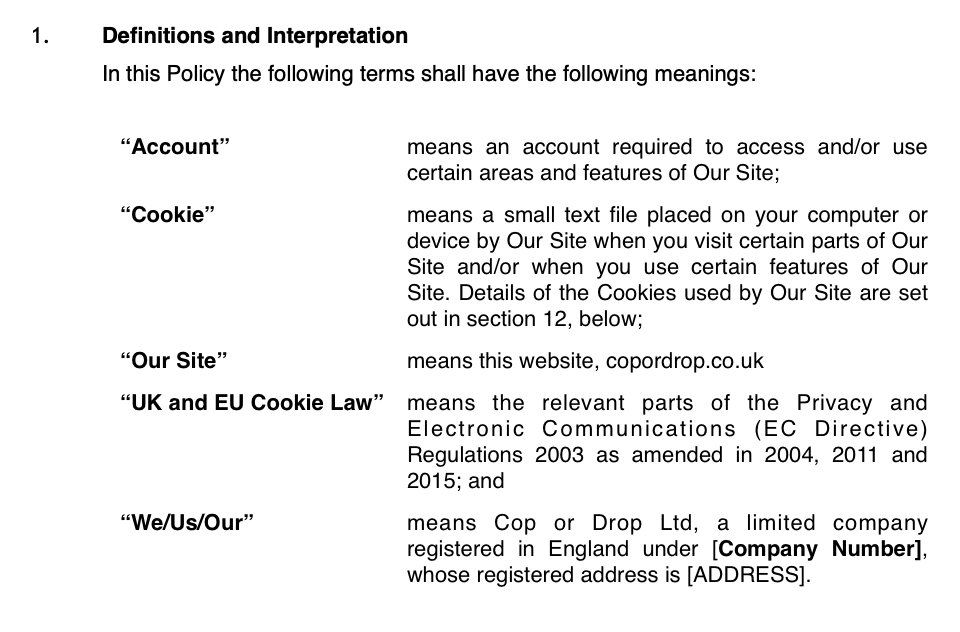 1. Definitions and Interpretation
In this Policy the following terms shall have the following meanings:
“Account” means an account required to access and/or use
certain areas and features of Our Site;
“Cookie” means a small text file placed on your computer or
device by Our Site when you visit certain parts of Our
Site and/or when you use certain features of Our
Site. Details of the Cookies used by Our Site are set
out in section 12, below;
“Our Site” means this website, copordrop.co.uk
“UK and EU Cookie Law” means the relevant parts of the Privacy and
Electronic Communications (EC Directive)
Regulations 2003 as amended in 2004, 2011 and
2015; and
“We/Us/Our” means Cop or Drop Ltd, a limited company
registered in England under [Company Number],
whose registered address is [ADDRESS].